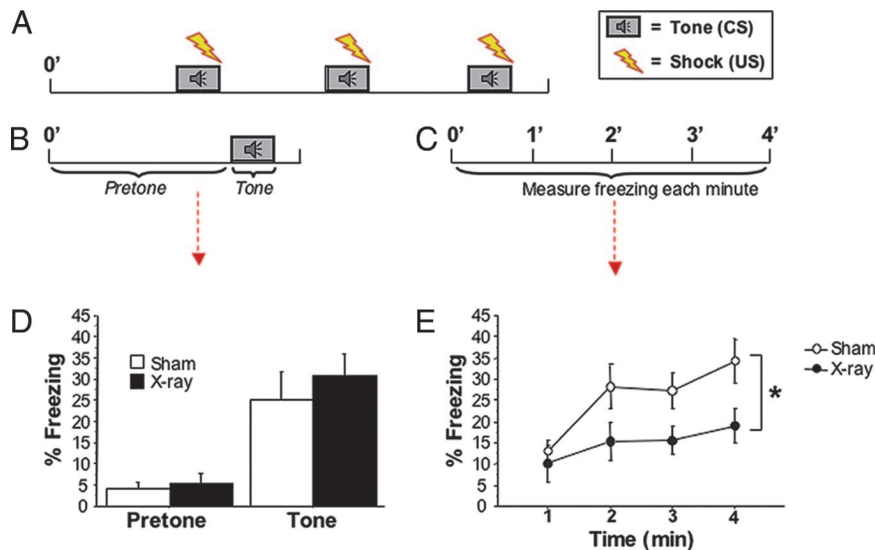 A
0'
= Tone (CS)
= Shock (US)
B
0'
Pretone
Tone
C
0' 1' 2' 3' 4'
Measure freezing each minute
D
% Freezing
45
40
35
30
25
20
15
10
5
0
Sham
X-ray
Pretone Tone
E
% Freezing
45
40
35
30
25
20
15
10
5
0
Sham
X-ray
*
1 2 3 4
Time (min)